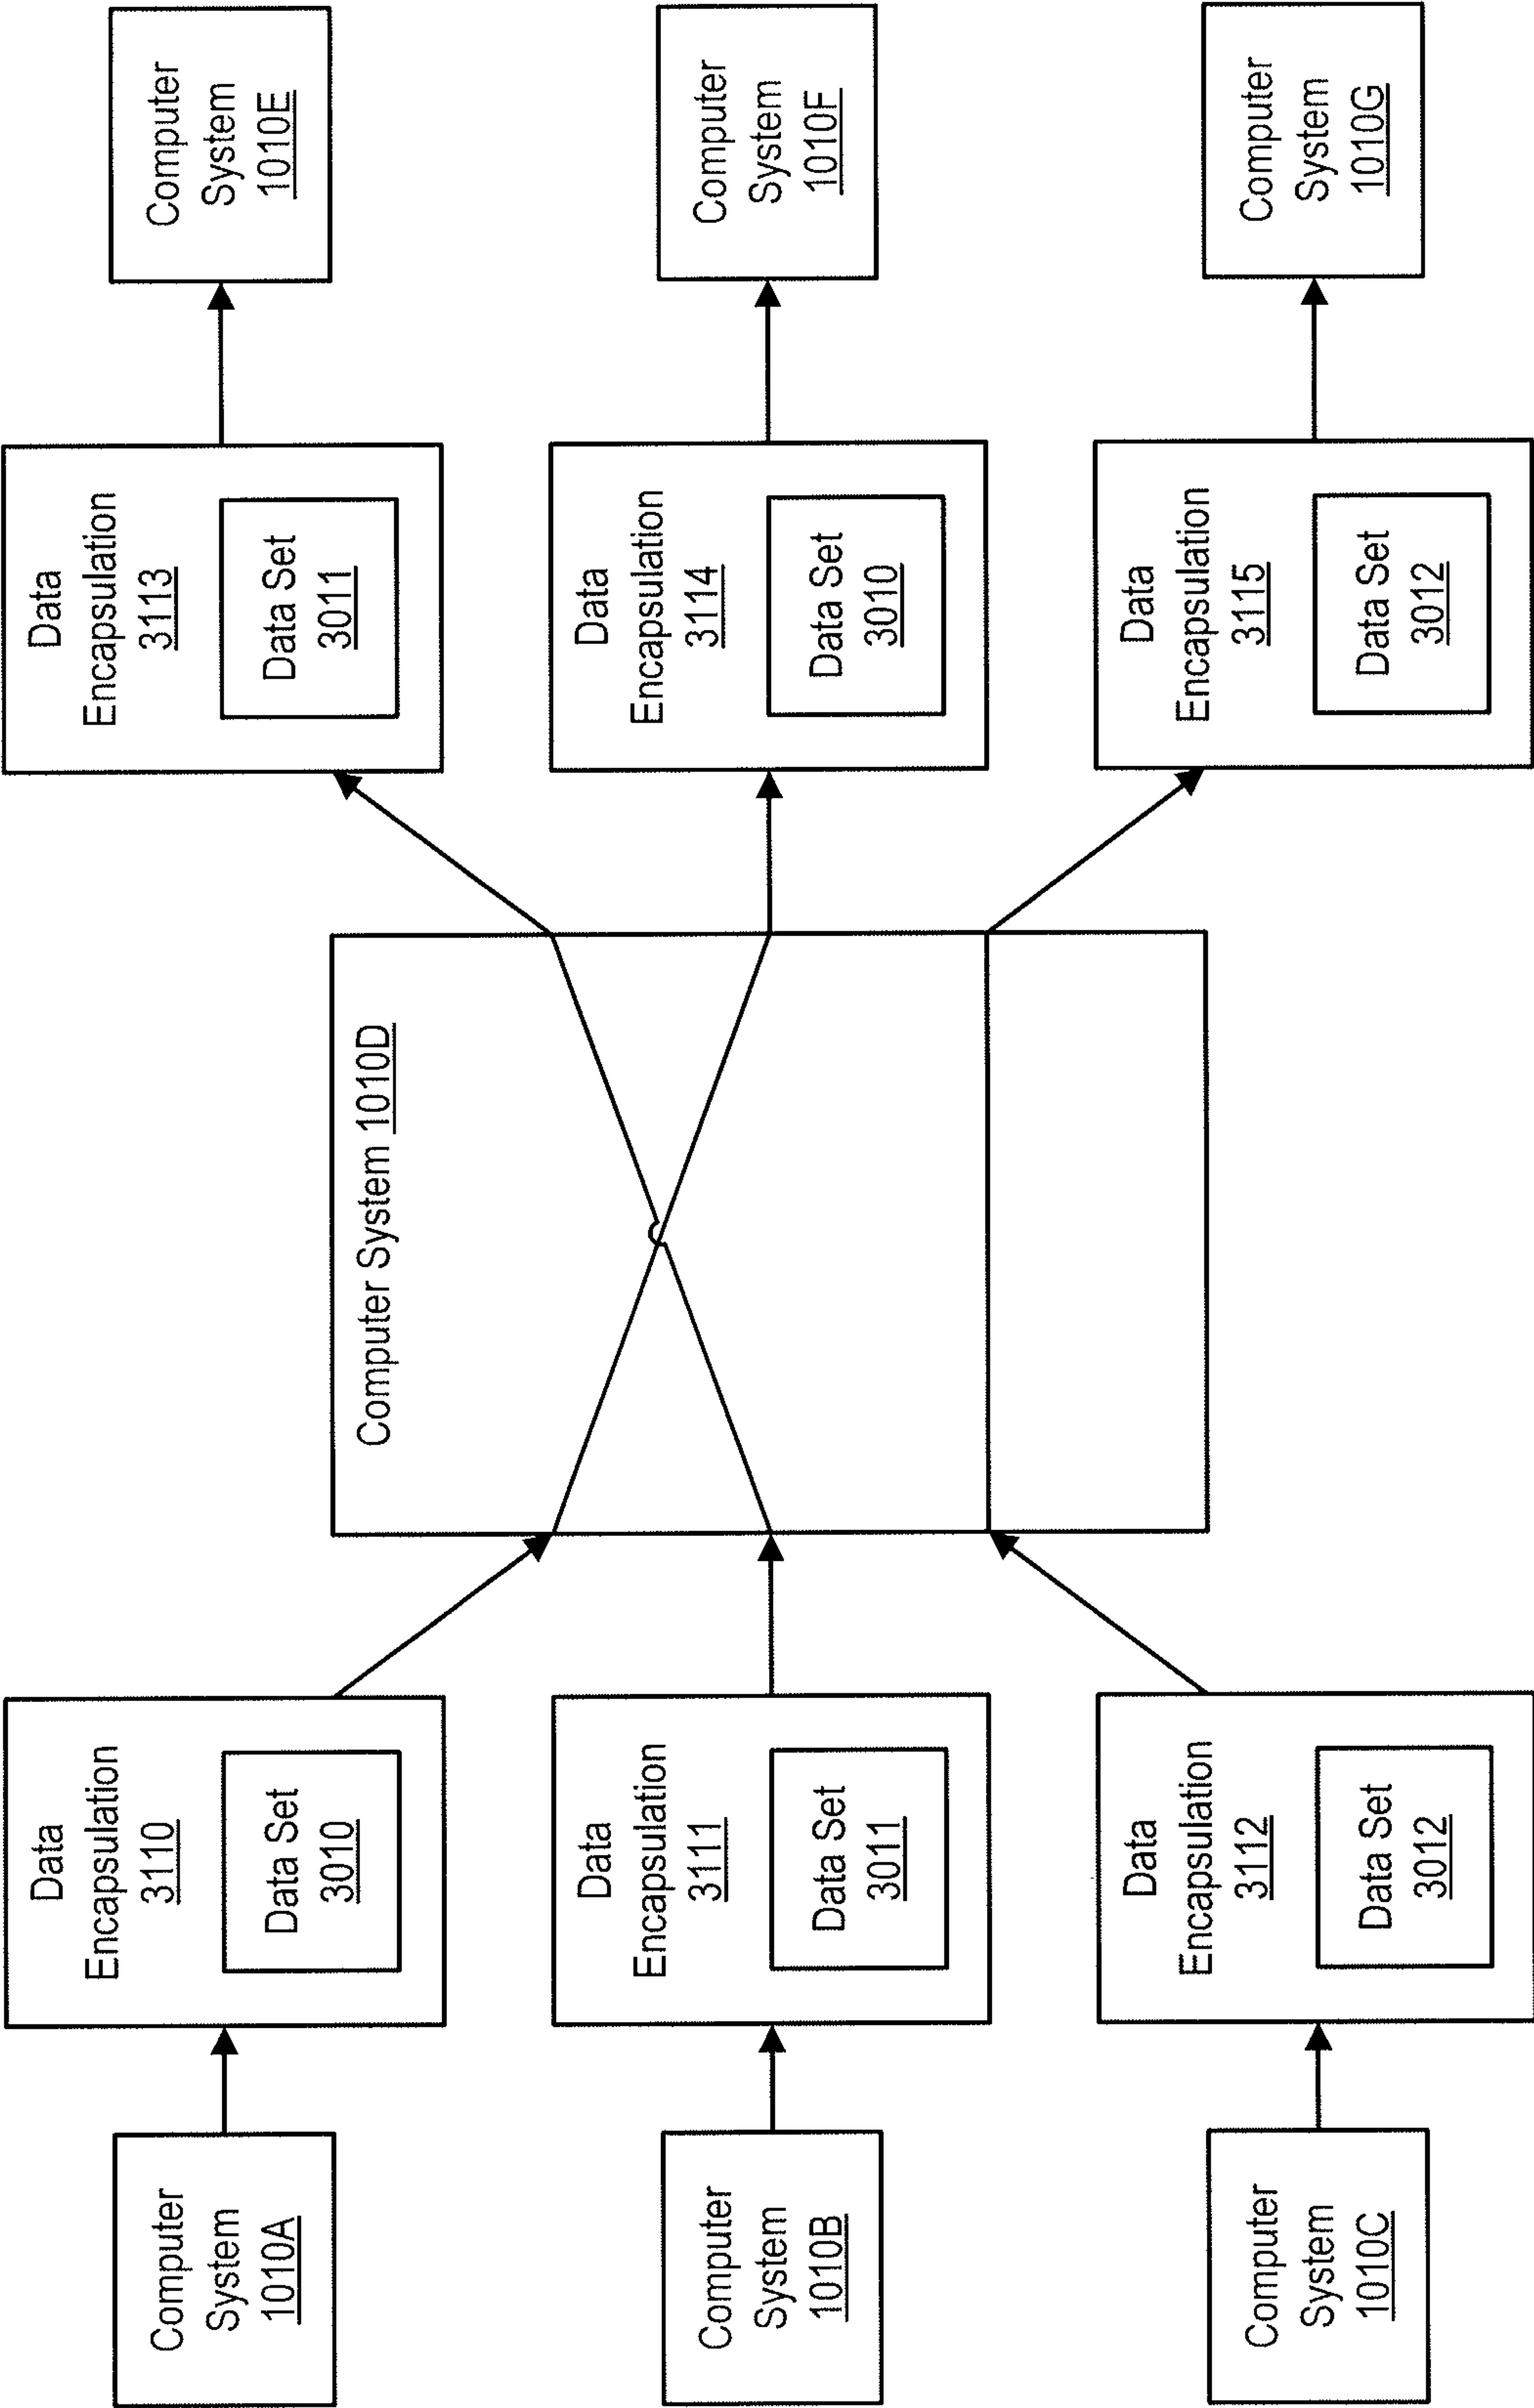 Computer
System
1010A
Data
Encapsulation
3110
Data Set
3010
Computer
System
1010B
Data
Encapsulation
3111
Data Set
3011
Computer
System
1010C
Data
Encapsulation
3112
Data Set
3012
Computer System 1010D
Data
Encapsulation
3113
Data Set
3011
Computer
System
1010E
Data
Encapsulation
3114
Data Set
3010
Computer
System
1010F
Data
Encapsulation
3115
Data Set
3012
Computer
System
1010G